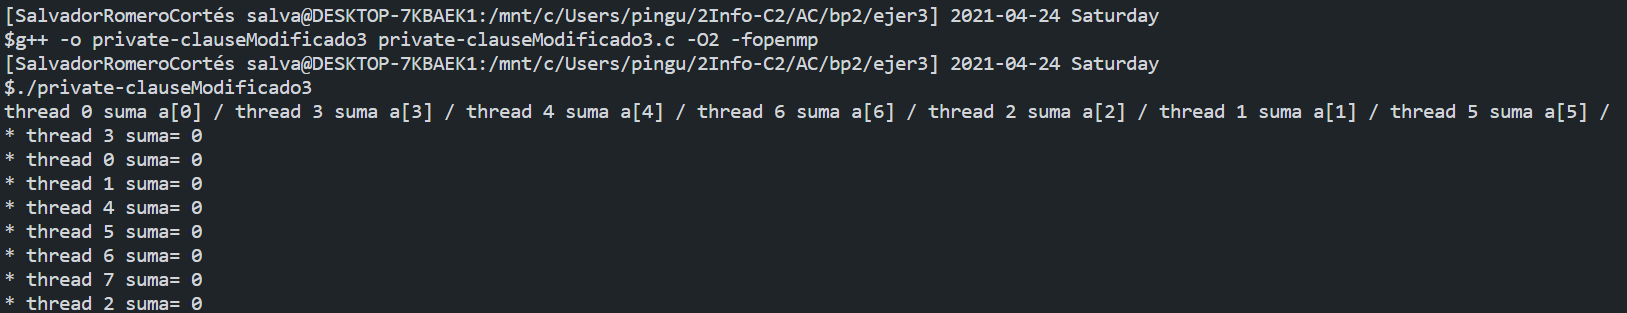 [SalvadorRomeroCortés salva@DESKTOP-7KBAEK1:/mnt/c/Users/pingu/2Info-C2/AC/bp2/ejer3] 2021-04-24 Saturday
$g++ -o private-clauseModificado3 private-clauseModificado3.c -O2 -fopenmp
[SalvadorRomeroCortés salva@DESKTOP-7KBAEK1:/mnt/c/Users/pingu/2Info-C2/AC/bp2/ejer3] 2021-04-24 Saturday
$./private-clauseModificado3
thread 0 suma a[0] / thread 3 suma a[3] / thread 4 suma a[4] / thread 6 suma a[6] / thread 2 suma a[2] / thread 1 suma a[1] / thread 5 suma a[5] /
* thread 3 suma= 0
* thread 0 suma= 0
* thread 1 suma= 0
* thread 4 suma= 0
* thread 5 suma= 0
* thread 6 suma= 0
* thread 7 suma= 0
* thread 2 suma= 0